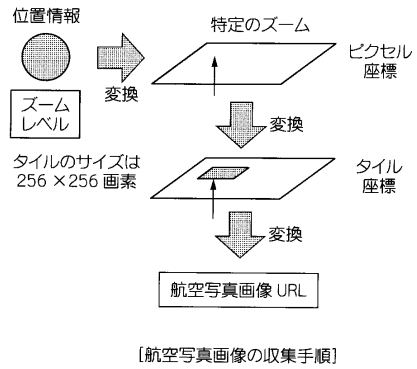 位置情報
特定のズーム
ピクセル
座標
変換
ズーム
レベル
変換
タイルのサイズは
256×256画素
タイル
座標
変換
航空写真画像 URL
[航空写真画像の収集手順]